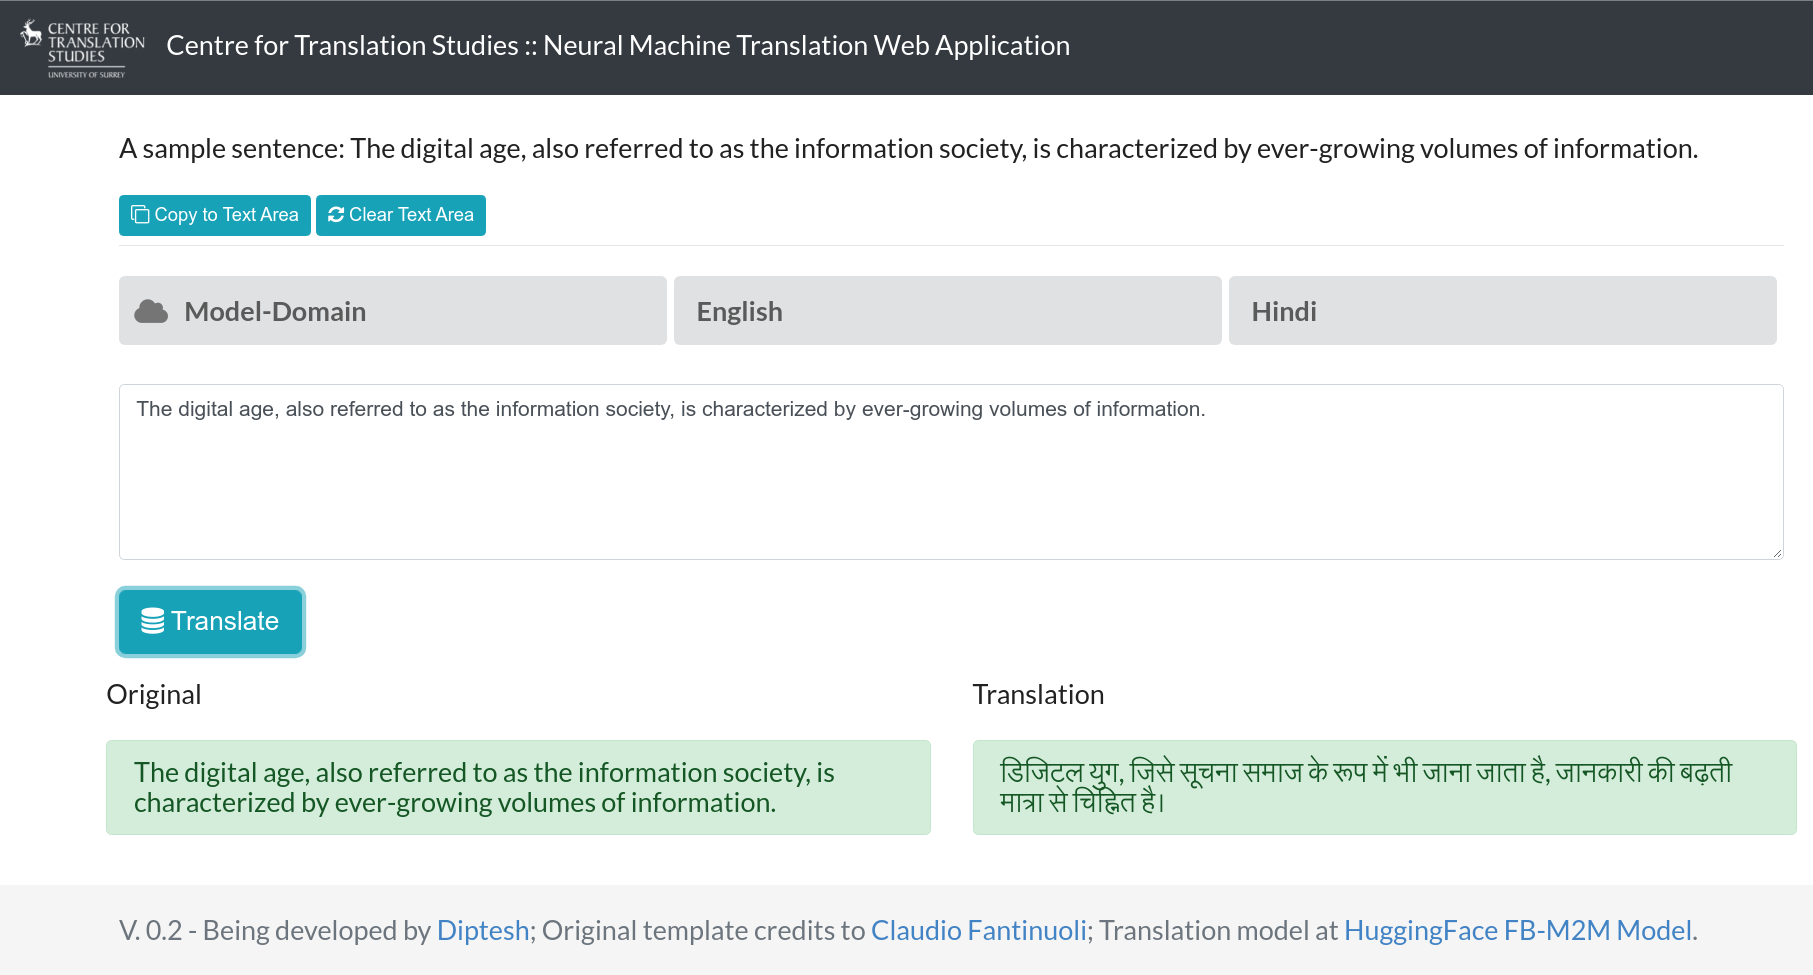 CENTRE FOR
TRANSLATION
STUDIES
UNIVERSITY OF SURREY
Centre for Translation Studies :: Neural Machine Translation Web Application
A sample sentence: The digital age, also referred to as the information society, is characterized by ever-growing volumes of information.
Copy to Text Area
Clear Text Area
Model-Domain
English
Hindi
The digital age, also referred to as the information society, is characterized by ever-growing volumes of information.
Translate
Original
Translation
The digital age, also referred to as the information society, is
characterized by ever-growing volumes of information.
डिजिटल युग, जिसे सूचना समाज के रूप में भी जाना जाता है, जानकारी की बढ़ती
मात्रा से चिह्नित है।
V. 0.2 - Being developed by Diptesh; Original template credits to Claudio Fantinuoli; Translation model at HuggingFace FB-M2M Model.